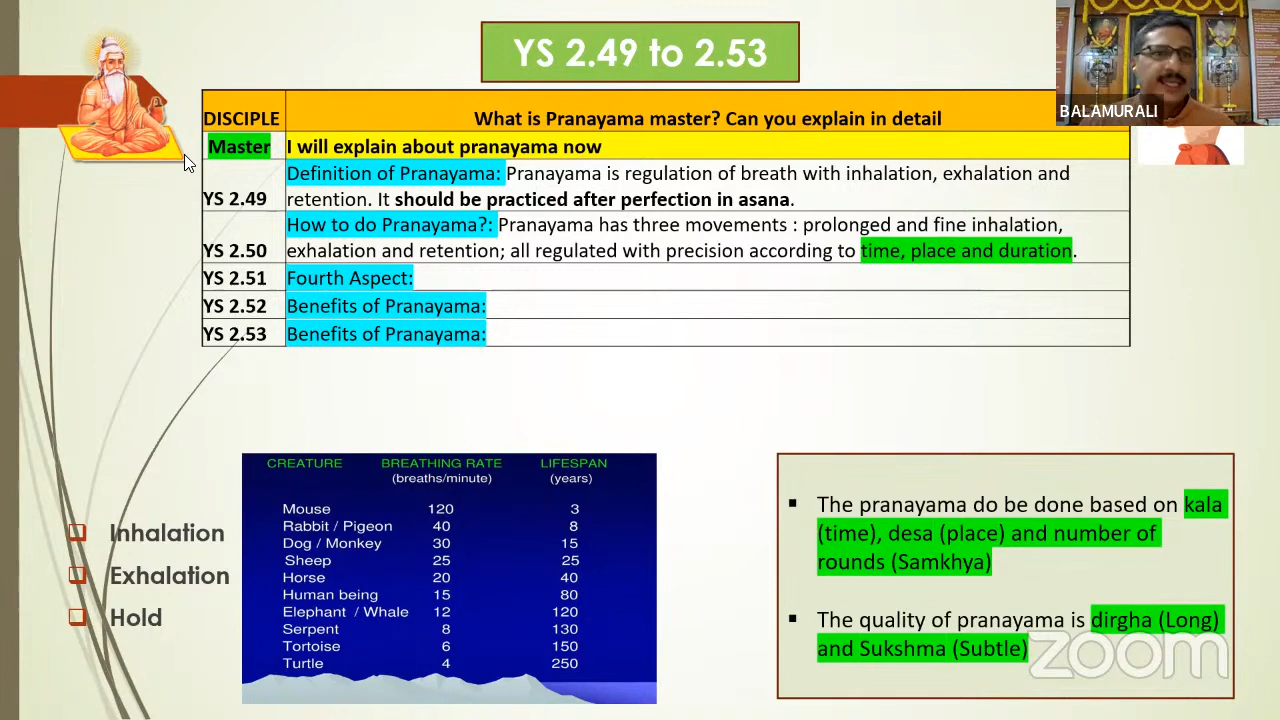 YS 2.49 to 2.53
BALAMURALI
DISCIPLE What is Pranayama master? Can you explain in detail
Master I will explain about pranayama now
YS 2.49 Definition of Pranayama: Pranayama is regulation of breath with inhalation, exhalation and
retention. It should be practiced after perfection in asana.
YS 2.50 How to do Pranayama?: Pranayama has three movements : prolonged and fine inhalation,
exhalation and retention; all regulated with precision according to time, place and duration.
YS 2.51 Fourth Aspect:
YS 2.52 Benefits of Pranayama:
YS 2.53 Benefits of Pranayama:
Inhalation
Exhalation
Hold
CREATURE BREATHING RATE LIFESPAN
(breaths/minute) (years)
Mouse 120 3
Rabbit / Pigeon 40 8
Dog / Monkey 30 15
Sheep 25 25
Horse 20 40
Human being 15 80
Elephant / Whale 12 120
Serpent 8 130
Tortoise 6 150
Turtle 4 250
The pranayama do be done based on kala
(time), desa (place) and number of
rounds (Samkhya)
The quality of pranayama is dirgha (Long)
and Sukshma (Subtle)
zoom